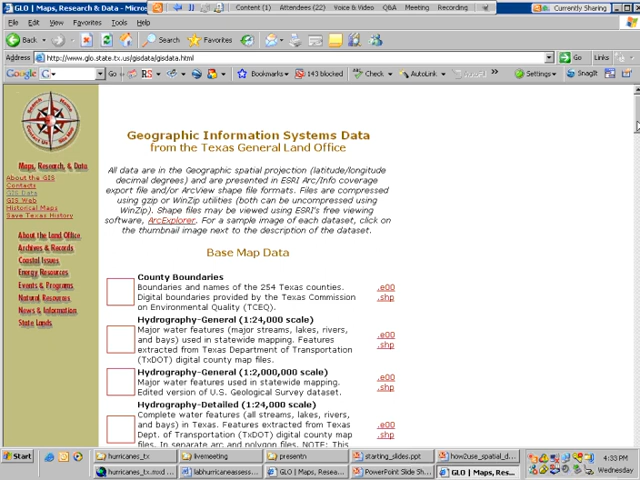 GLO | Maps, Research & Data - Micros
Content (1)
Attendees (22)
Voice
Q&A
Meeting
Recording
Currently Sharing
File Edit View Favorites Tools Help
Back Search Favorites
Address http://www.glo.state.tx.us/gisdata/gisdata.html Go Links
Google Bookmarks 143 blocked Check AutoLink Settings SnagIt
Maps, Research, & Data
About the GIS
Contacts
GIS Data
GIS Web
Historical Maps
Save Texas History
About the Land Office
Archives & Records
Coastal Issues
Energy Resources
Events & Programs
Natural Resources
News & Information
State Lands
Geographic Information Systems Data
from the Texas General Land Office
All data are in the Geographic spatial projection (latitude/longitude
decimal degrees) and are presented in ESRI Arc/Info coverage
export file and/or ArcView shape file formats. Files are compressed
using gzip or WinZip utilities (both can be uncompressed using
WinZip). Shape files may be viewed using ESRI's free viewing
software, ArcExplorer. For a sample image of each dataset, click on
the thumbnail image next to the description of the dataset.
Base Map Data
County Boundaries
Boundaries and names of the 254 Texas counties. .e00
Digital boundaries provided by the Texas Commission .shp
on Environmental Quality (TCEQ).
Hydrography-General (1:24,000 scale)
Major water features (major streams, lakes, rivers,
and bays) used in statewide mapping. Features .e00
extracted from Texas Department of Transportation .shp
(TxDOT) digital county map files.
Hydrography-General (1:2,000,000 scale)
Major water features used in statewide mapping. .e00
Edited version of U.S. Geological Survey dataset. .shp
Hydrography-Detailed (1:24,000 scale)
Complete water features (all streams, lakes, rivers,
and bays) in Texas. Features extracted from Texas .e00
Dept. of Transportation (TxDOT) digital county map .shp
files. In separate arc and polygon files. NOTE: This
Start hurricanes_tx livemeeting presentn starting_slides.ppt how2use_spatial_d... 4:33 PM
hurricanes_tx.mxd labhurricaneassess... GLO | Maps, Resea... PowerPoint Slide Sh... GLO | Maps, Res... Wednesday